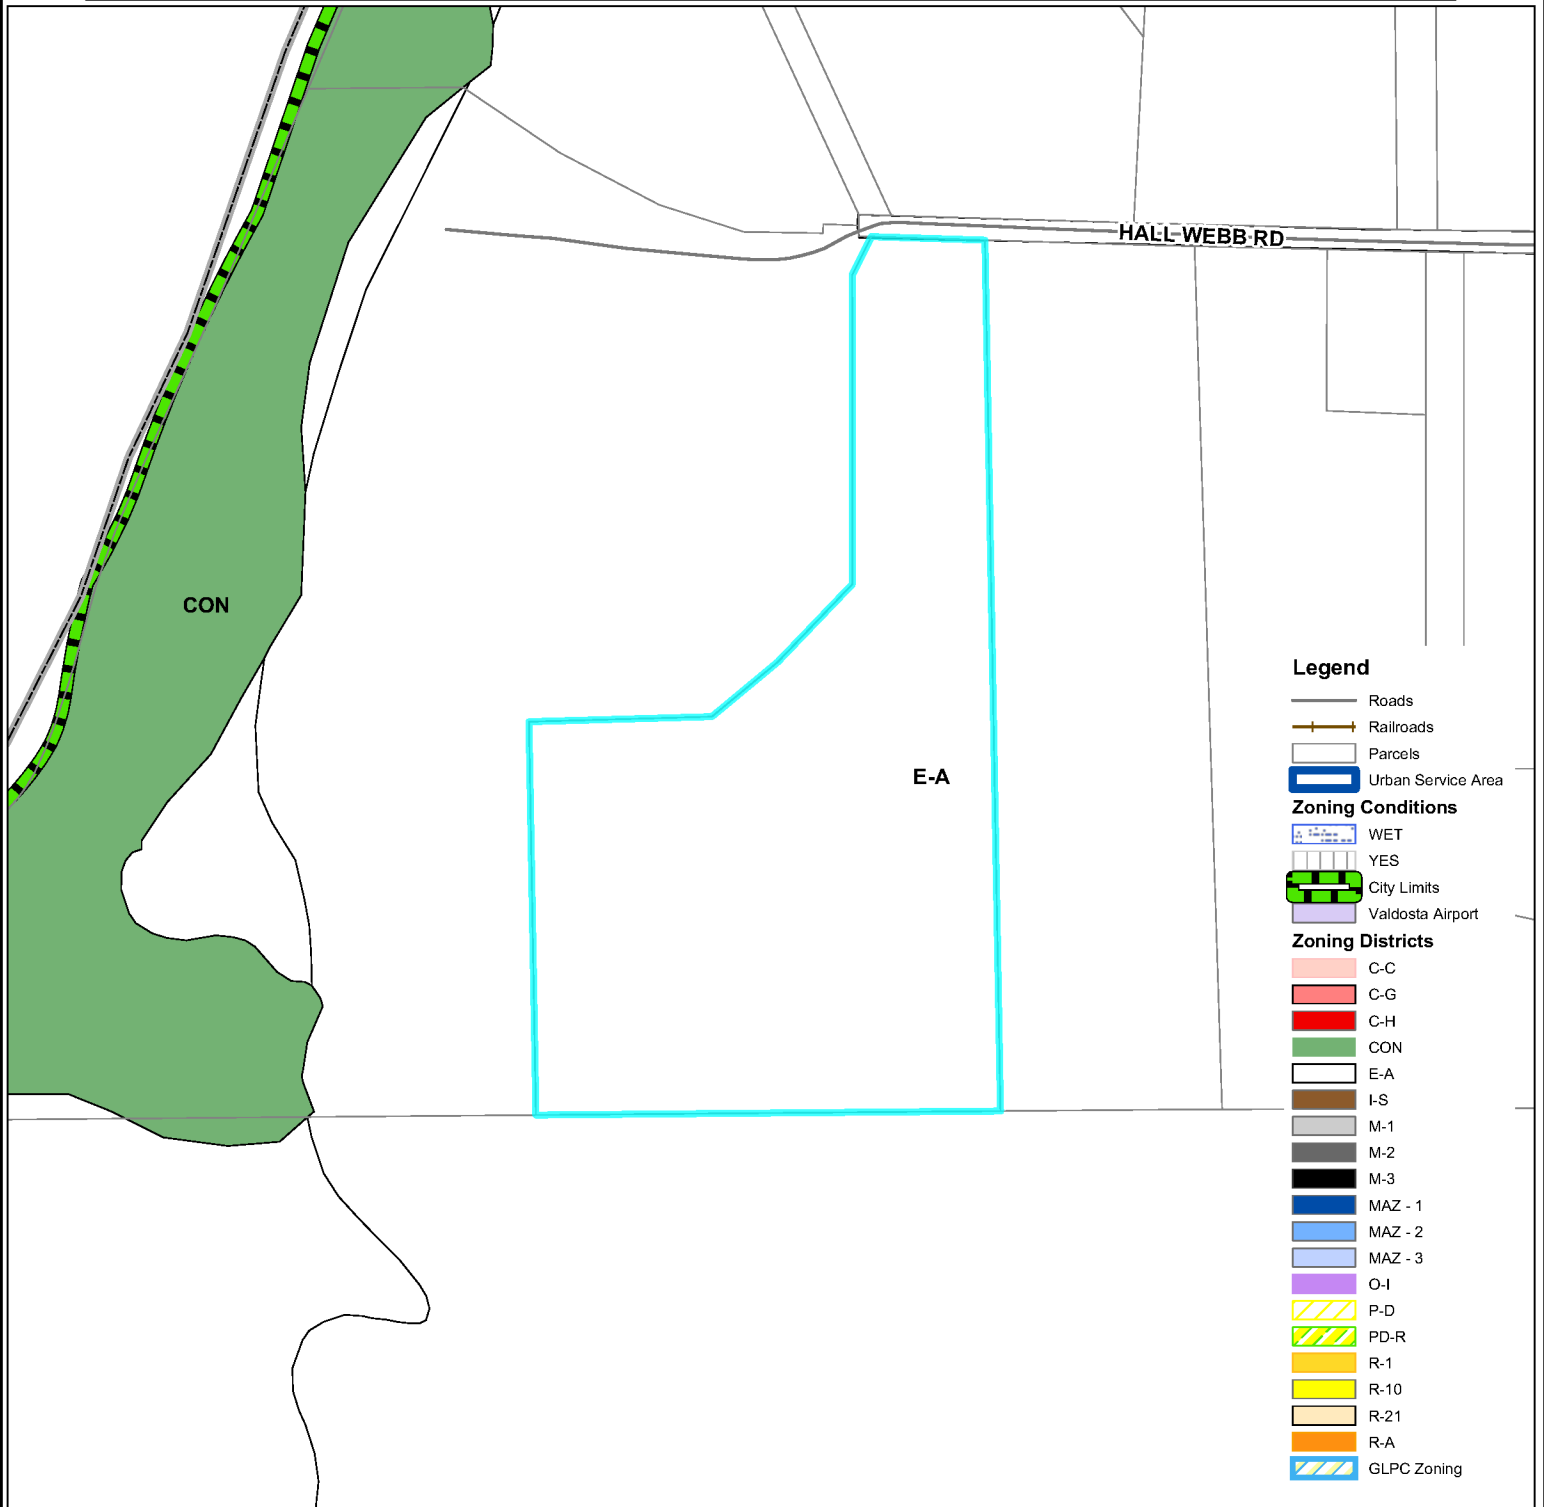 HALL WEBB RD
CON
E-A
Legend
Roads
Railroads
Parcels
Urban Service Area
Zoning Conditions
WET
YES
City Limits
Valdosta Airport
Zoning Districts
C-C
C-G
C-H
CON
E-A
I-S
M-1
M-2
M-3
MAZ - 1
MAZ - 2
MAZ - 3
O-I
P-D
PD-R
R-1
R-10
R-21
R-A
GLPC Zoning